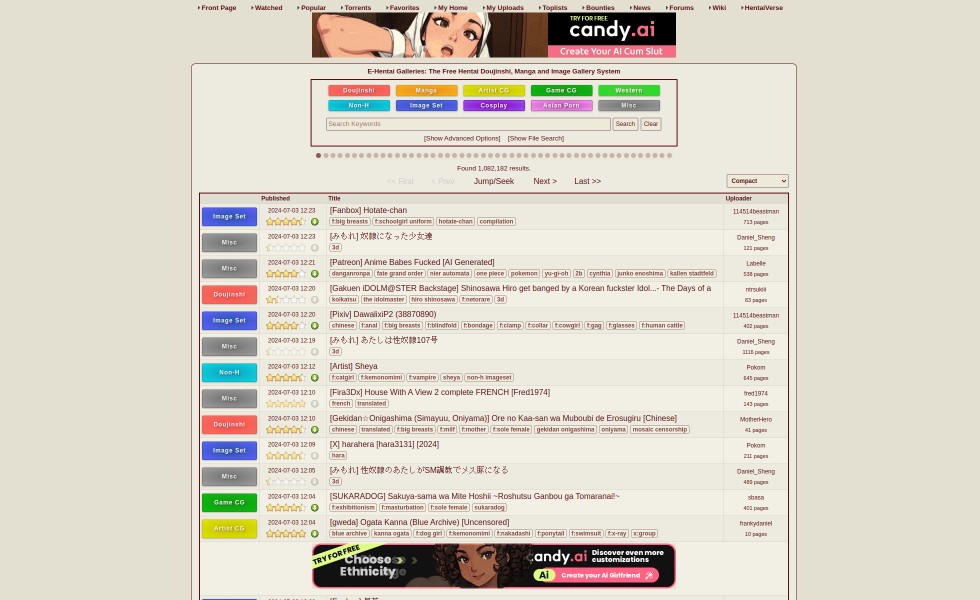 Front Page Watched Popular Torrents Favorites My Home My Uploads Toplists Bounties News Forums Wiki HentaiVerse
TRY FOR FREE
candy.ai
Create Your AI Cum Slut
E-Hentai Galleries: The Free Hentai Doujinshi, Manga and Image Gallery System
Doujinshi Manga Artist CG Game CG Western
Non-H Image Set Cosplay Asian Porn Misc
Search Keywords Search Clear
[Show Advanced Options] [Show File Search]
Found 1,082,182 results.
<< First < Prev Jump/Seek Next > Last >> Compact
Published Title Uploader
Image Set 2024-07-03 12:23 [Fanbox] Hotate-chan 114514beastman
f:big breasts f:schoolgirl uniform hotate-chan compilation 713 pages
Misc 2024-07-03 12:23 [みもれ] 奴隷になった少女達 Daniel_Sheng
3d 121 pages
Misc 2024-07-03 12:21 [Patreon] Anime Babes Fucked [AI Generated] Labelle
danganronpa fate grand order nier automata one piece pokemon yu-gi-oh 2b cynthia junko enoshima kallen stadtfeld 538 pages
Doujinshi 2024-07-03 12:20 [Gakuen iDOLM@STER Backstage] Shinosawa Hiro get banged by a Korean fuckster Idol...- The Days of a ntrsukiii
koikatsu the idolmaster hiro shinosawa f:netorare 3d 83 pages
Image Set 2024-07-03 12:20 [Pixiv] DawalixiP2 (38870890) 114514beastman
chinese f:anal f:big breasts f:blindfold f:bondage f:clamp f:collar f:cowgirl f:gag f:glasses f:human cattle 402 pages
Misc 2024-07-03 12:19 [みもれ] あたしは性奴隷107号 Daniel_Sheng
3d 1116 pages
Non-H 2024-07-03 12:12 [Artist] Sheya Pokom
f:catgirl f:kemonomimi f:vampire sheya non-h imageset 645 pages
Misc 2024-07-03 12:10 [Fira3Dx] House With A View 2 complete FRENCH [Fred1974] fred1974
french translated 143 pages
Doujinshi 2024-07-03 12:10 [Gekidan☆Onigashima (Simayuu, Oniyama)] Ore no Kaa-san wa Muboubi de Erosugiru [Chinese] MotherHero
chinese translated f:big breasts f:milf f:mother f:sole female gekidan onigashima oniyama mosaic censorship 41 pages
Image Set 2024-07-03 12:09 [X] harahera [hara3131] [2024] Pokom
hara 211 pages
Misc 2024-07-03 12:05 [みもれ] 性奴隷のあたしがSM調教でメス豚になる Daniel_Sheng
3d 489 pages
Game CG 2024-07-03 12:04 [SUKARADOG] Sakuya-sama wa Mite Hoshii ~Roshutsu Ganbou ga Tomaranai!~ sbasa
f:exhibitionism f:masturbation f:sole female sukaradog 401 pages
Artist CG 2024-07-03 12:04 [gweda] Ogata Kanna (Blue Archive) [Uncensored] frankydaniel
blue archive kanna ogata f:dog girl f:kemonomimi f:nakadashi f:ponytail f:swimsuit f:x-ray x:group 10 pages
TRY FOR FREE
Choose Ethnicity
candy.ai Discover even more customizations
Ai Create your AI Girlfriend